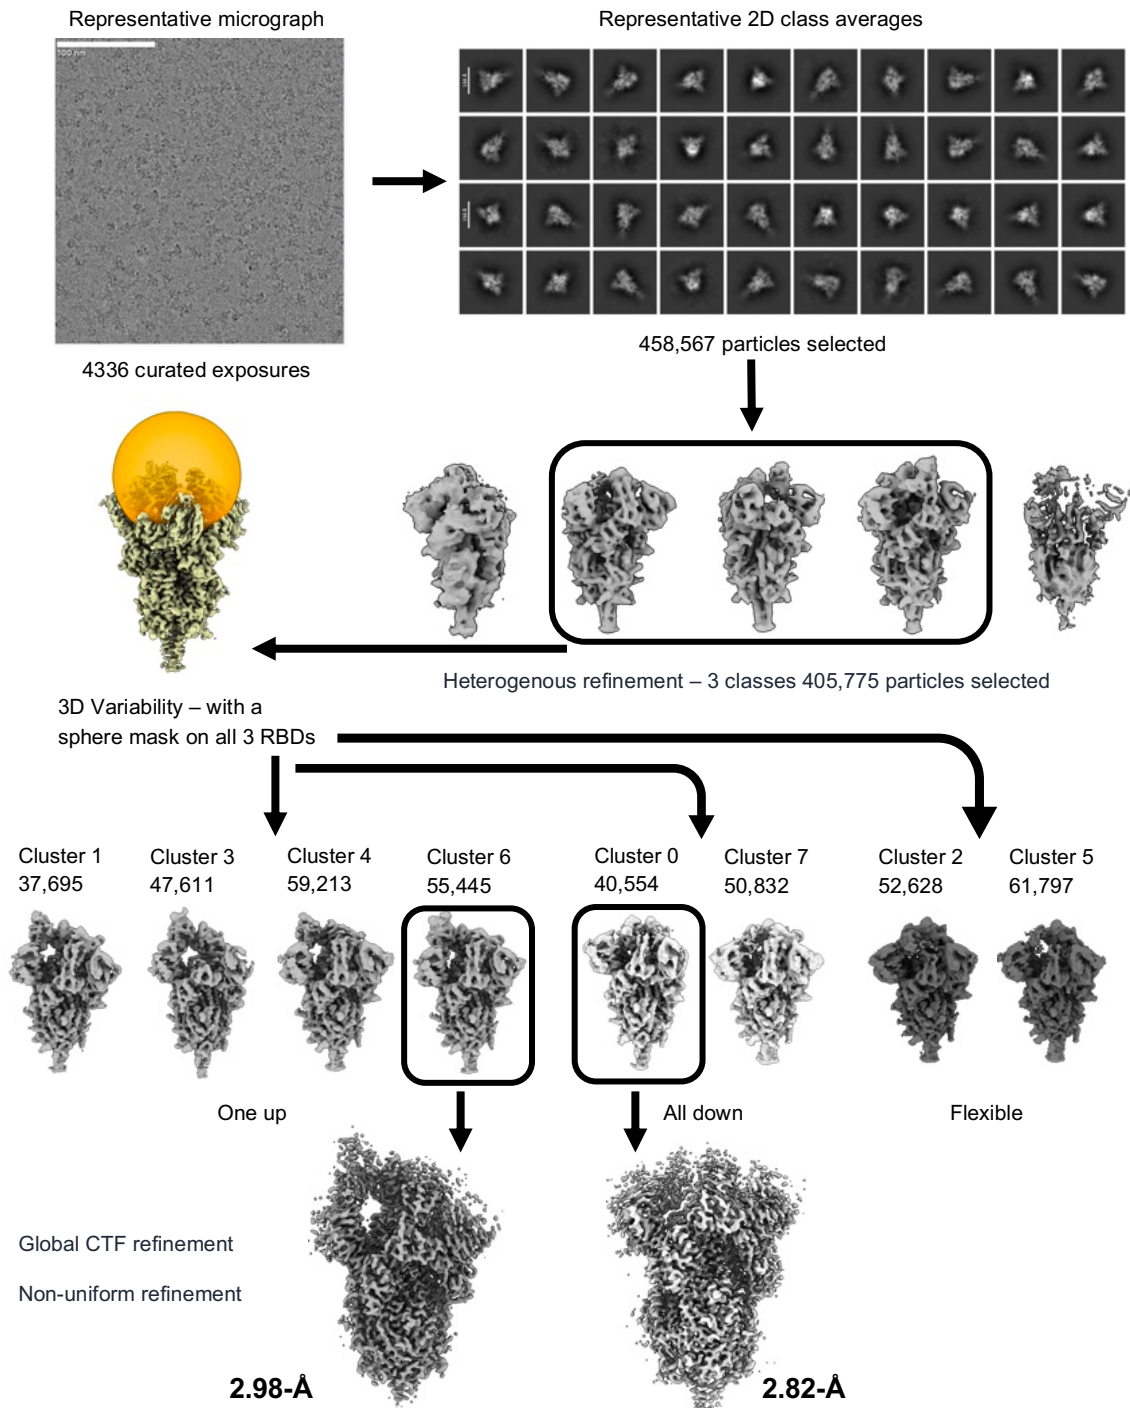 Representative micrograph
Representative 2D class averages
100 nm
150 Å
150 Å
458,567 particles selected
4336 curated exposures
Heterogenous refinement – 3 classes 405,775 particles selected
3D Variability – with a
sphere mask on all 3 RBDs
Cluster 1
37,695
Cluster 3
47,611
Cluster 4
59,213
Cluster 6
55,445
Cluster 0
40,554
Cluster 7
50,832
Cluster 2
52,628
Cluster 5
61,797
One up
All down
Flexible
Global CTF refinement
Non-uniform refinement
2.98-Å
2.82-Å